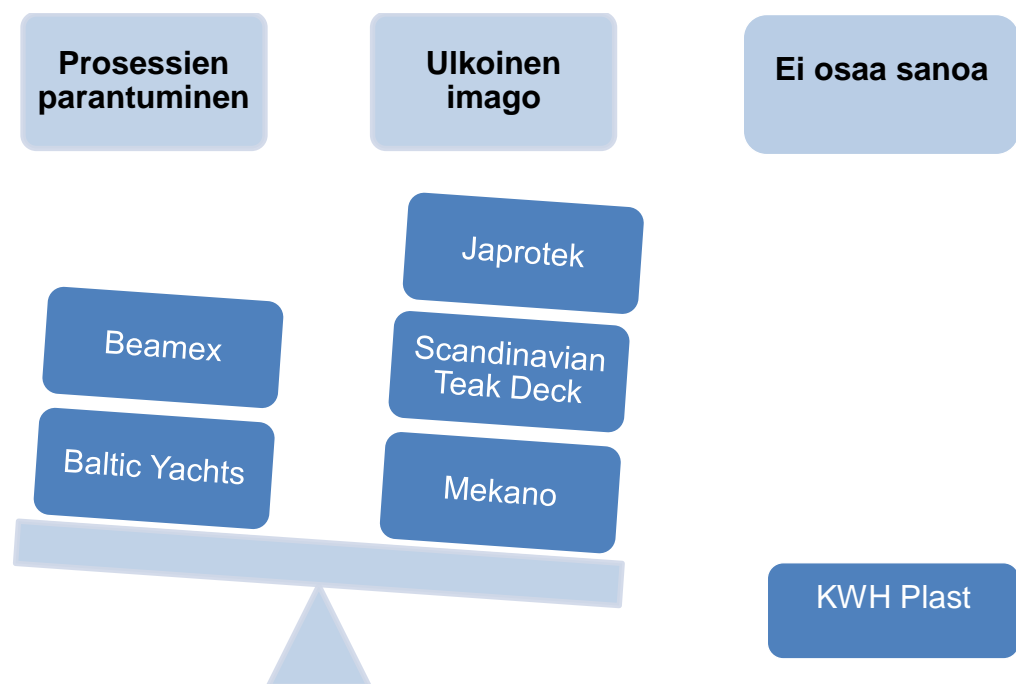 Prosessien
parantuminen
Ulkoinen
imago
Ei osaa sanoa
Japrotek
Beamex
Scandinavian
Teak Deck
Baltic Yachts
Mekano
KWH Plast